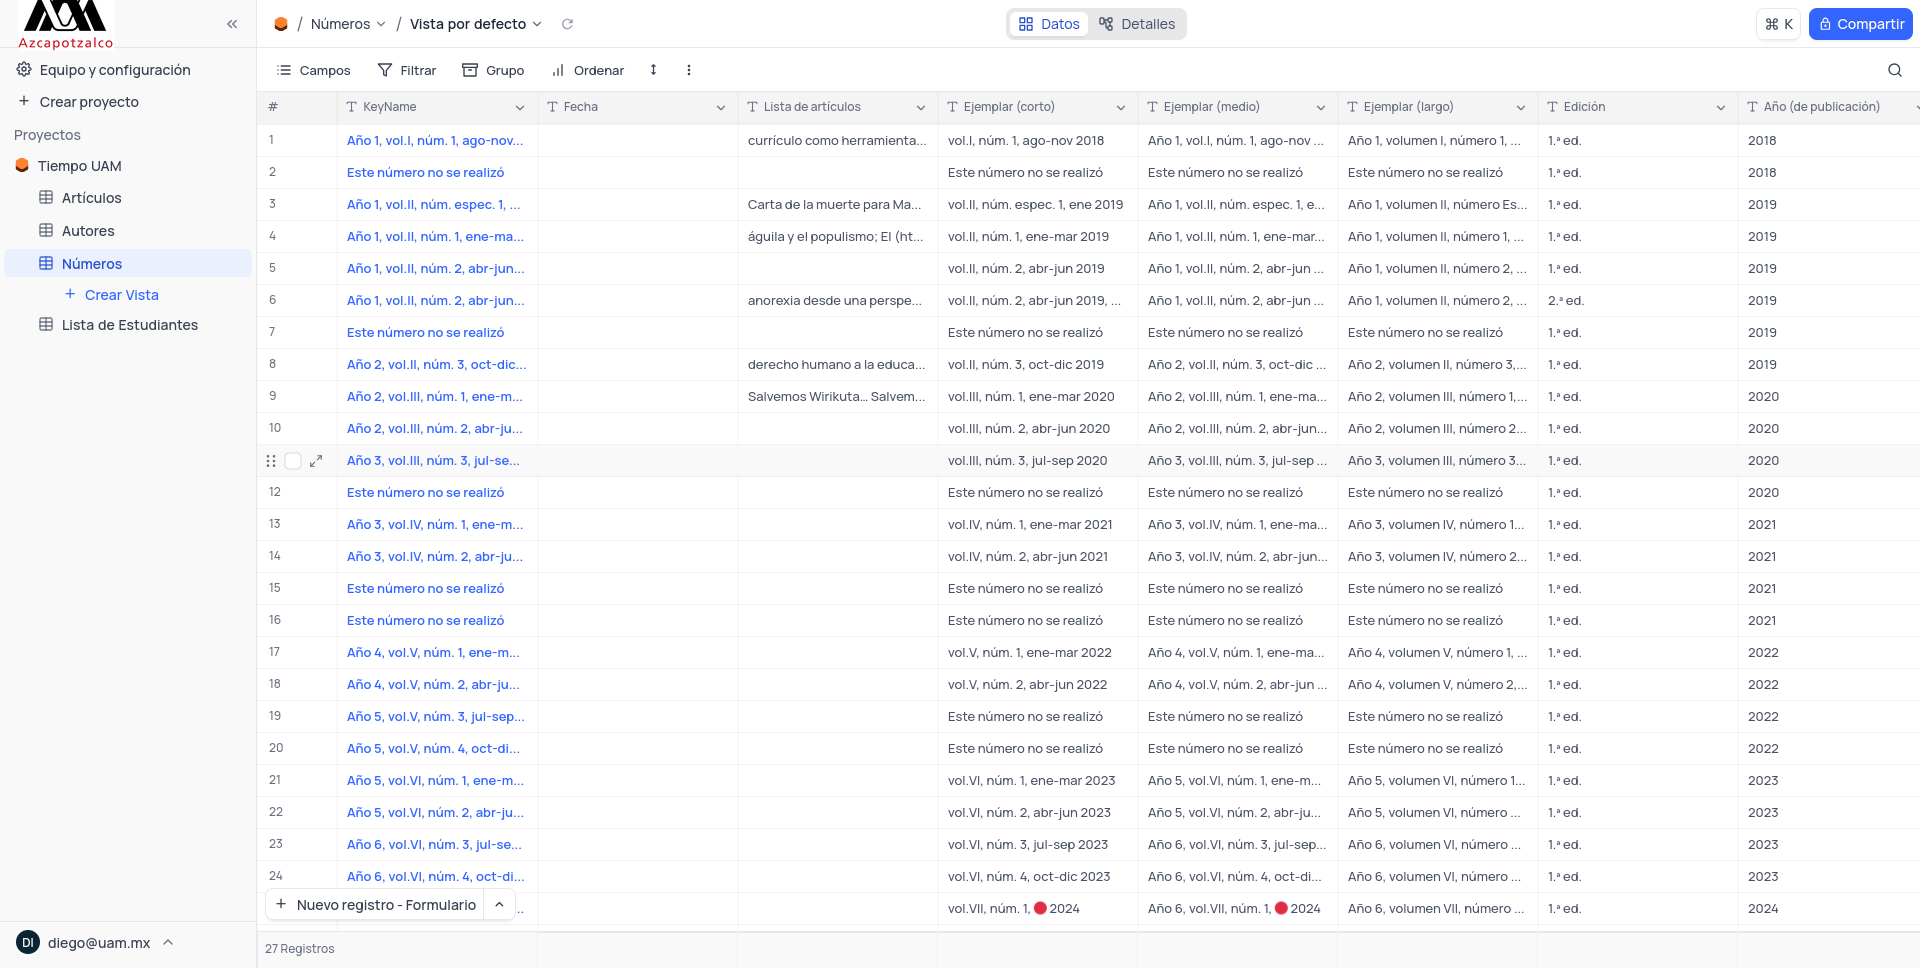 Azcapotzalco
/ Números / Vista por defecto
Datos Detalles
⌘ K Compartir
Equipo y configuración
Crear proyecto
Proyectos
Tiempo UAM
Artículos
Autores
Números
Crear Vista
Lista de Estudiantes
DI diego@uam.mx
Campos Filtrar Grupo Ordenar
# KeyName Fecha Lista de artículos Ejemplar (corto) Ejemplar (medio) Ejemplar (largo) Edición Año (de publicación)
1 Año 1, vol.I, núm. 1, ago-nov... currículo como herramienta... vol.I, núm. 1, ago-nov 2018 Año 1, vol.I, núm. 1, ago-nov ... Año 1, volumen I, número 1, ... 1.ª ed. 2018
2 Este número no se realizó Este número no se realizó Este número no se realizó Este número no se realizó 1.ª ed. 2018
3 Año 1, vol.II, núm. espec. 1, ... Carta de la muerte para Ma... vol.II, núm. espec. 1, ene 2019 Año 1, vol.II, núm. espec. 1, e... Año 1, volumen II, número Es... 1.ª ed. 2019
4 Año 1, vol.II, núm. 1, ene-ma... águila y el populismo; El (ht... vol.II, núm. 1, ene-mar 2019 Año 1, vol.II, núm. 1, ene-mar... Año 1, volumen II, número 1, ... 1.ª ed. 2019
5 Año 1, vol.II, núm. 2, abr-jun... vol.II, núm. 2, abr-jun 2019 Año 1, vol.II, núm. 2, abr-jun ... Año 1, volumen II, número 2, ... 1.ª ed. 2019
6 Año 1, vol.II, núm. 2, abr-jun... anorexia desde una perspe... vol.II, núm. 2, abr-jun 2019, ... Año 1, vol.II, núm. 2, abr-jun ... Año 1, volumen II, número 2, ... 2.ª ed. 2019
7 Este número no se realizó Este número no se realizó Este número no se realizó Este número no se realizó 1.ª ed. 2019
8 Año 2, vol.II, núm. 3, oct-dic... derecho humano a la educa... vol.II, núm. 3, oct-dic 2019 Año 2, vol.II, núm. 3, oct-dic ... Año 2, volumen II, número 3,... 1.ª ed. 2019
9 Año 2, vol.III, núm. 1, ene-m... Salvemos Wirikuta... Salvem... vol.III, núm. 1, ene-mar 2020 Año 2, vol.III, núm. 1, ene-ma... Año 2, volumen III, número 1,... 1.ª ed. 2020
10 Año 2, vol.III, núm. 2, abr-ju... vol.III, núm. 2, abr-jun 2020 Año 2, vol.III, núm. 2, abr-jun... Año 2, volumen III, número 2... 1.ª ed. 2020
Año 3, vol.III, núm. 3, jul-se... vol.III, núm. 3, jul-sep 2020 Año 3, vol.III, núm. 3, jul-sep ... Año 3, volumen III, número 3... 1.ª ed. 2020
12 Este número no se realizó Este número no se realizó Este número no se realizó Este número no se realizó 1.ª ed. 2020
13 Año 3, vol.IV, núm. 1, ene-m... vol.IV, núm. 1, ene-mar 2021 Año 3, vol.IV, núm. 1, ene-ma... Año 3, volumen IV, número 1... 1.ª ed. 2021
14 Año 3, vol.IV, núm. 2, abr-ju... vol.IV, núm. 2, abr-jun 2021 Año 3, vol.IV, núm. 2, abr-jun... Año 3, volumen IV, número 2... 1.ª ed. 2021
15 Este número no se realizó Este número no se realizó Este número no se realizó Este número no se realizó 1.ª ed. 2021
16 Este número no se realizó Este número no se realizó Este número no se realizó Este número no se realizó 1.ª ed. 2021
17 Año 4, vol.V, núm. 1, ene-m... vol.V, núm. 1, ene-mar 2022 Año 4, vol.V, núm. 1, ene-ma... Año 4, volumen V, número 1, ... 1.ª ed. 2022
18 Año 4, vol.V, núm. 2, abr-ju... vol.V, núm. 2, abr-jun 2022 Año 4, vol.V, núm. 2, abr-jun ... Año 4, volumen V, número 2,... 1.ª ed. 2022
19 Año 5, vol.V, núm. 3, jul-sep... Este número no se realizó Este número no se realizó Este número no se realizó 1.ª ed. 2022
20 Año 5, vol.V, núm. 4, oct-di... Este número no se realizó Este número no se realizó Este número no se realizó 1.ª ed. 2022
21 Año 5, vol.VI, núm. 1, ene-m... vol.VI, núm. 1, ene-mar 2023 Año 5, vol.VI, núm. 1, ene-m... Año 5, volumen VI, número 1... 1.ª ed. 2023
22 Año 5, vol.VI, núm. 2, abr-ju... vol.VI, núm. 2, abr-jun 2023 Año 5, vol.VI, núm. 2, abr-ju... Año 5, volumen VI, número ... 1.ª ed. 2023
23 Año 6, vol.VI, núm. 3, jul-se... vol.VI, núm. 3, jul-sep 2023 Año 6, vol.VI, núm. 3, jul-sep... Año 6, volumen VI, número ... 1.ª ed. 2023
24 Año 6, vol.VI, núm. 4, oct-di... vol.VI, núm. 4, oct-dic 2023 Año 6, vol.VI, núm. 4, oct-di... Año 6, volumen VI, número ... 1.ª ed. 2023
Nuevo registro - Formulario .. vol.VII, núm. 1, 🔴 2024 Año 6, vol.VII, núm. 1, 🔴 2024 Año 6, volumen VII, número ... 1.ª ed. 2024
27 Registros